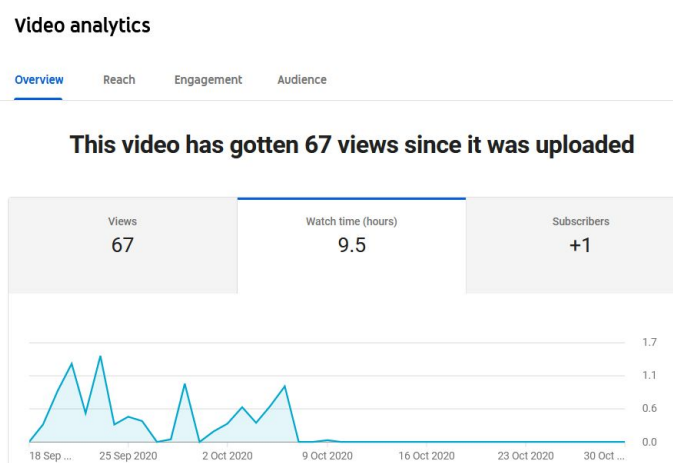 Video analytics
Overview Reach Engagement Audience
This video has gotten 67 views since it was uploaded
Views Watch time (hours) Subscribers
67 9.5 +1
1.7
1.1
0.6
0.0
18 Sep ... 25 Sep 2020 2 Oct 2020 9 Oct 2020 16 Oct 2020 23 Oct 2020 30 Oct ...